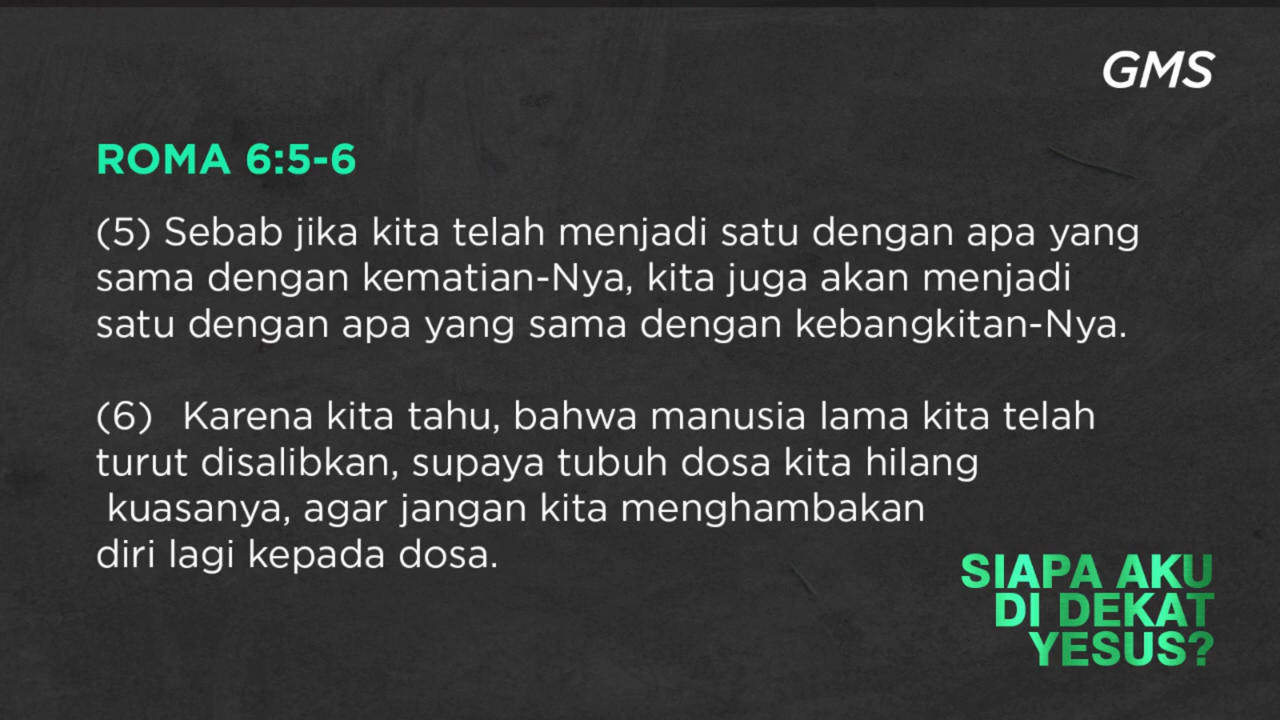 GMS
ROMA 6:5-6
(5) Sebab jika kita telah menjadi satu dengan apa yang
sama dengan kematian-Nya, kita juga akan menjadi
satu dengan apa yang sama dengan kebangkitan-Nya.
(6) Karena kita tahu, bahwa manusia lama kita telah
turut disalibkan, supaya tubuh dosa kita hilang
kuasanya, agar jangan kita menghambakan
diri lagi kepada dosa.
SIAPA AKU
DI DEKAT
YESUS?